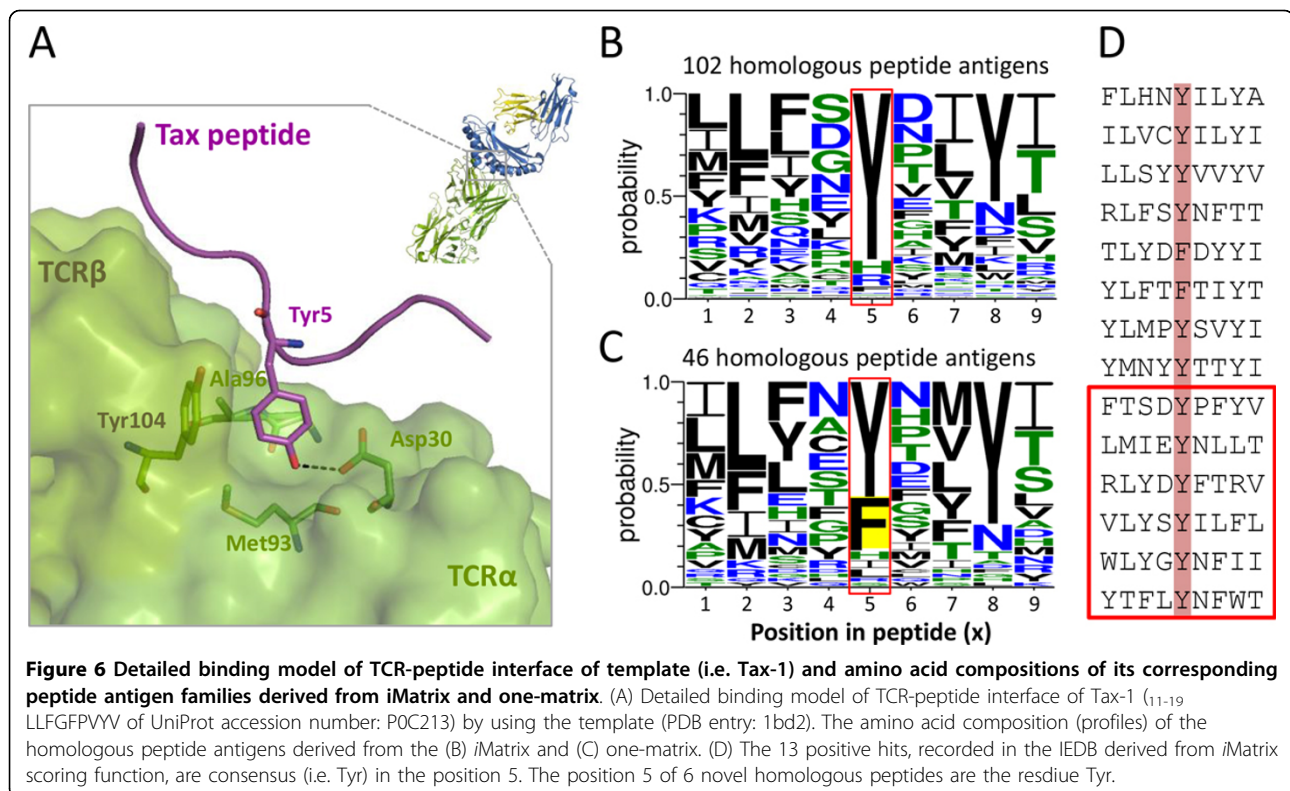 A
Tax peptide
TCRβ
Tyr5
Ala96
Tyr104
Asp30
Met93
TCRα
B
102 homologous peptide antigens
probability
1.0
0.5
0.0
1 2 3 4 5 6 7 8 9
C
46 homologous peptide antigens
probability
1.0
0.5
0.0
1 2 3 4 5 6 7 8 9
Position in peptide (x)
D
FLHNYILYA
ILVCYILYI
LLSYYVVYV
RLFSYNFTT
TLYDFDYYI
YLFTFTIYT
YLMPYSVYI
YMNYYTTYI
FTSDYPFYV
LMIEYNLLT
RLYDYFTRV
VLYSYILFL
WLYGYNFII
YTFLYNFWT
Figure 6 Detailed binding model of TCR-peptide interface of template (i.e. Tax-1) and amino acid compositions of its corresponding
peptide antigen families derived from iMatrix and one-matrix. (A) Detailed binding model of TCR-peptide interface of Tax-1 (11-19
LLFGFPVYV of UniProt accession number: P0C213) by using the template (PDB entry: 1bd2). The amino acid composition (profiles) of the
homologous peptide antigens derived from the (B) iMatrix and (C) one-matrix. (D) The 13 positive hits, recorded in the IEDB derived from iMatrix
scoring function, are consensus (i.e. Tyr) in the position 5. The position 5 of 6 novel homologous peptides are the resdiue Tyr.